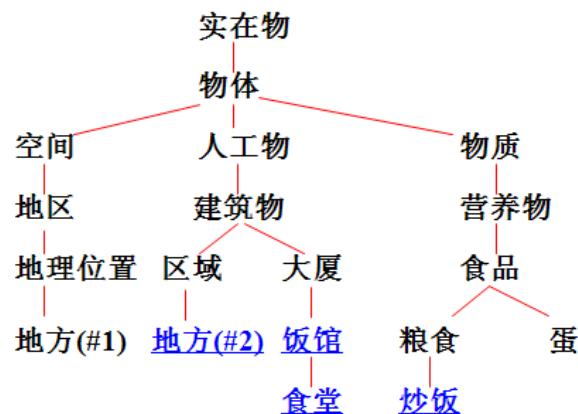 实在物
物体
空间 人工物 物质
地区 建筑物 营养物
地理位置 区域 大厦 食品
地方(#1) 地方(#2) 饭馆 粮食 蛋
食堂 炒饭